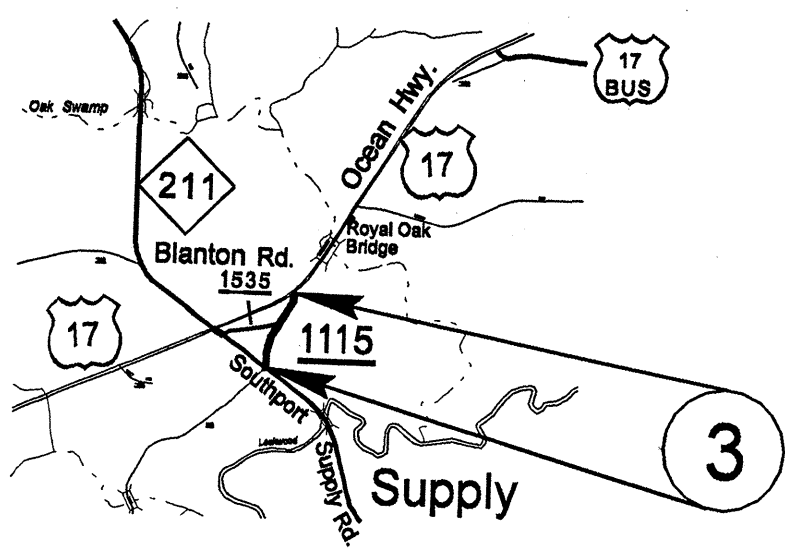 17
BUS
Oak Swamp
Ocean Hwy.
17
211
Royal Oak
Bridge
Blanton Rd.
1535
17
1115
Southport
Supply Rd.
Lockwood
Supply
3